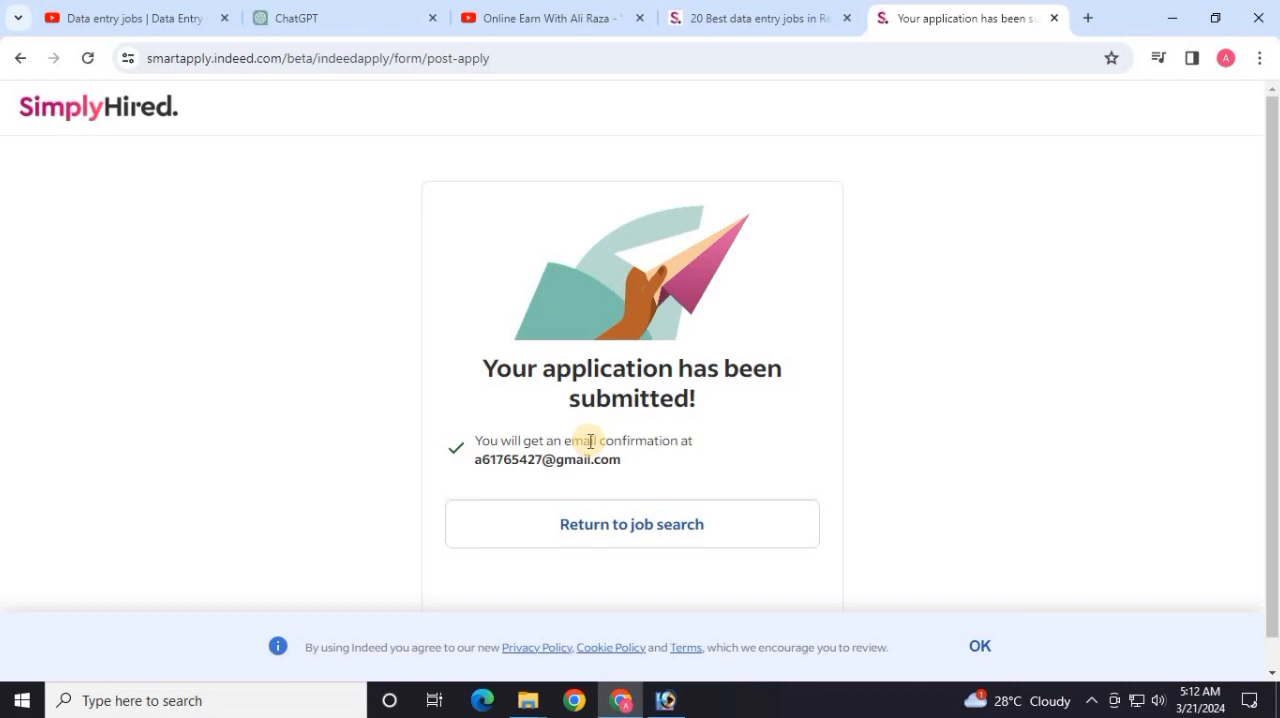 Data entry jobs | Data Entry
ChatGPT
Online Earn With Ali Raza -
20 Best data entry jobs in Re
Your application has been su
smartapply.indeed.com/beta/indeedapply/form/post-apply
A
SimplyHired.
Your application has been
submitted!
You will get an email confirmation at
a61765427@gmail.com
Return to job search
By using Indeed you agree to our new Privacy Policy, Cookie Policy and Terms, which we encourage you to review.
OK
Type here to search
28°C Cloudy
5:12 AM
3/21/2024